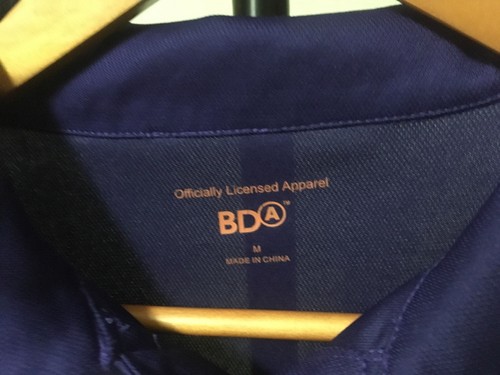 Officially Licensed Apparel
BDA™
M
MADE IN CHINA